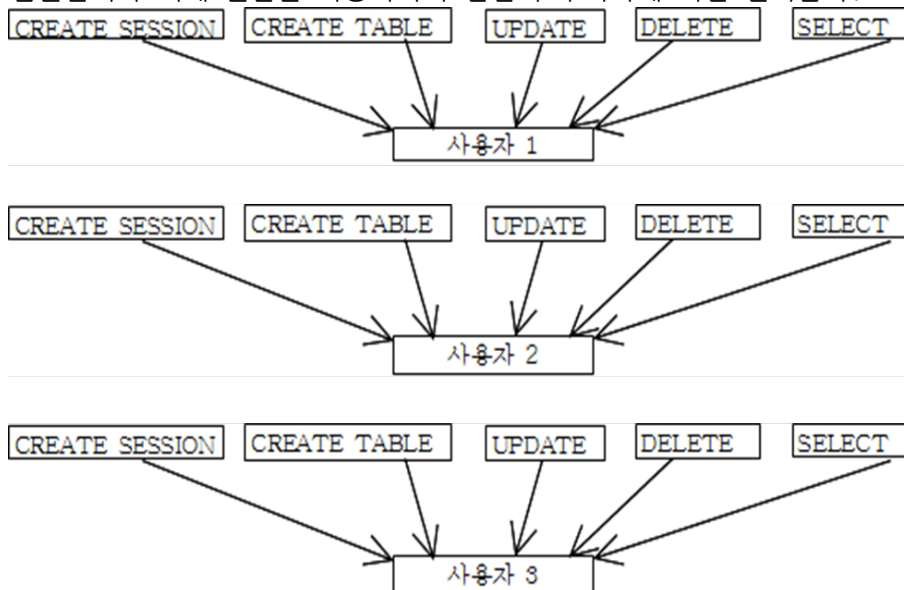 CREATE SESSION CREATE TABLE UPDATE DELETE SELECT
사용자 1
CREATE SESSION CREATE TABLE UPDATE DELETE SELECT
사용자 2
CREATE SESSION CREATE TABLE UPDATE DELETE SELECT
사용자 3